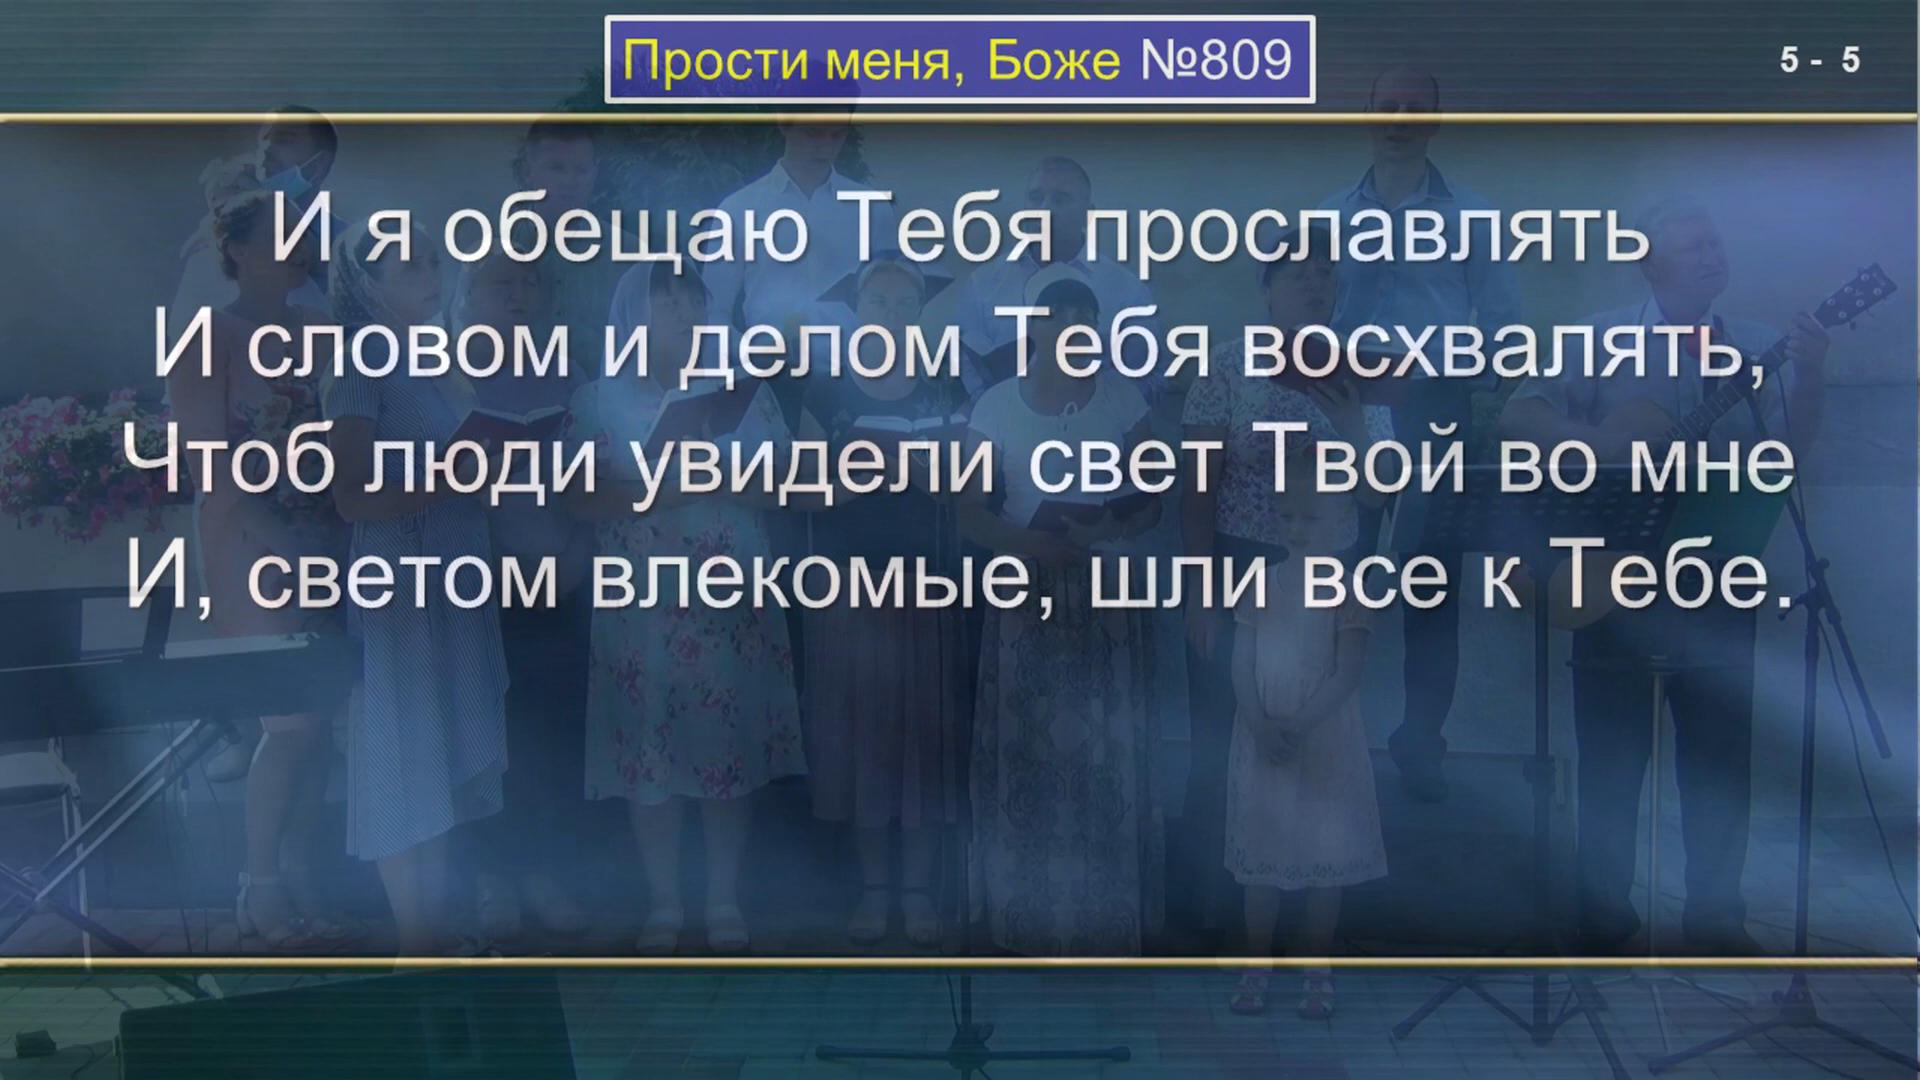 Прости меня, Боже №809
5 - 5
И я обещаю Тебя прославлять
И словом и делом Тебя восхвалять,
Чтоб люди увидели свет Твой во мне
И, светом влекомые, шли все к Тебе.